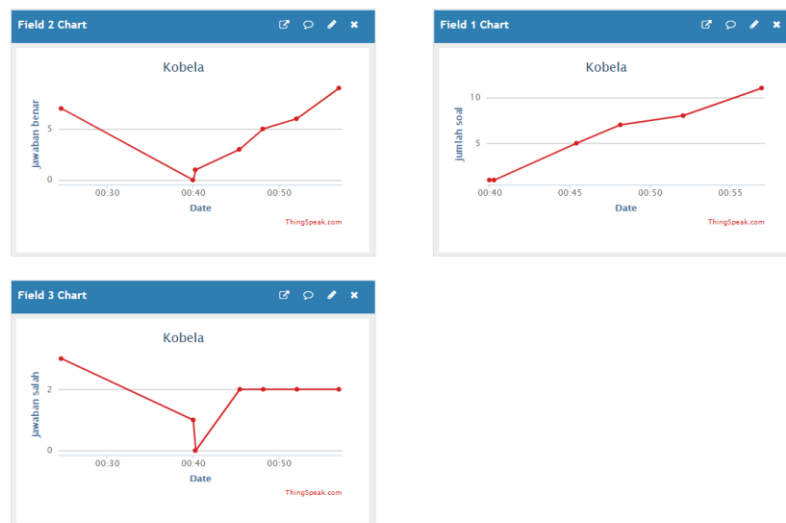 Field 2 Chart
Kobela
jawaban benar
5
0
00:30 00:40 00:50
Date
ThingSpeak.com
Field 1 Chart
Kobela
jumlah soal
10
5
00:40 00:45 00:50 00:55
Date
ThingSpeak.com
Field 3 Chart
Kobela
jawaban salah
2
0
00:30 00:40 00:50
Date
ThingSpeak.com